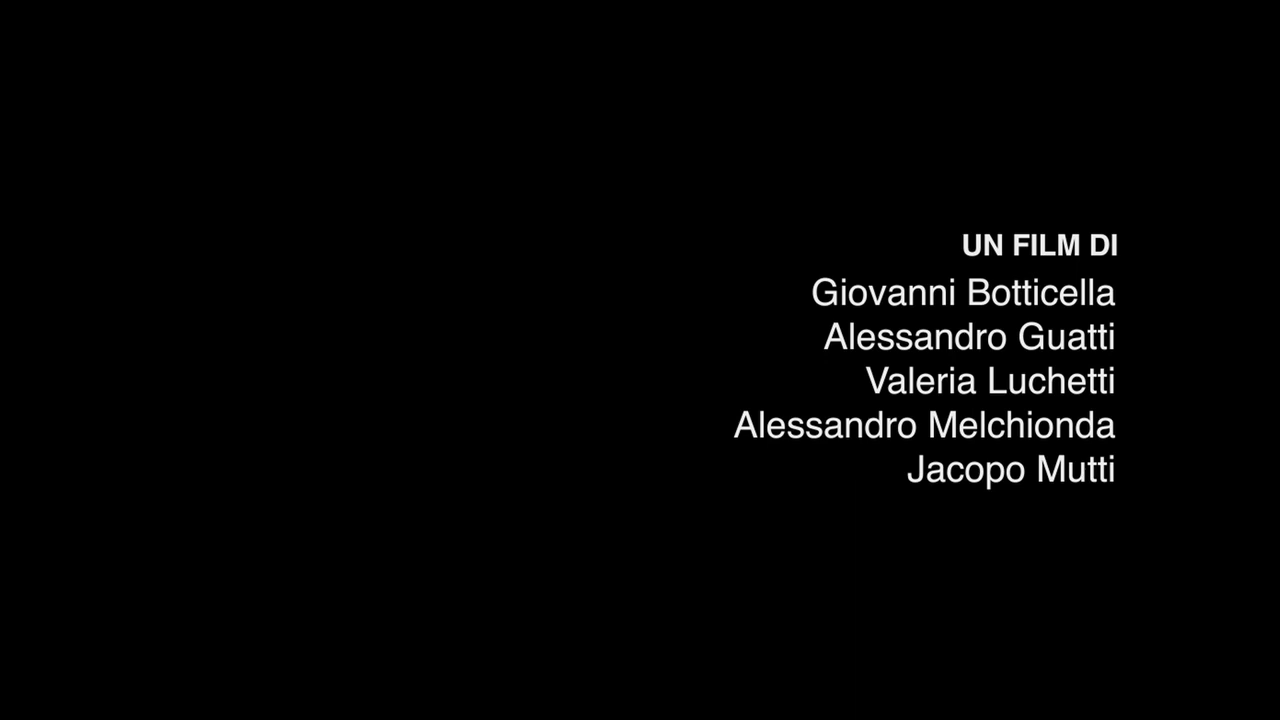 UN FILM DI
Giovanni Botticella
Alessandro Guatti
Valeria Luchetti
Alessandro Melchionda
Jacopo Mutti